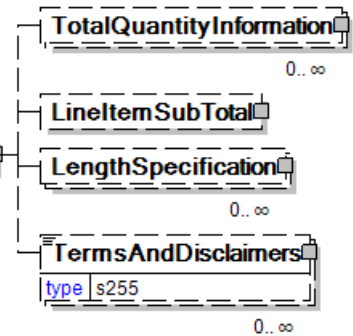 TotalQuantityInformation
0.. ∞
LineItemSubTotal
LengthSpecification
0.. ∞
TermsAndDisclaimers
type s255
0.. ∞